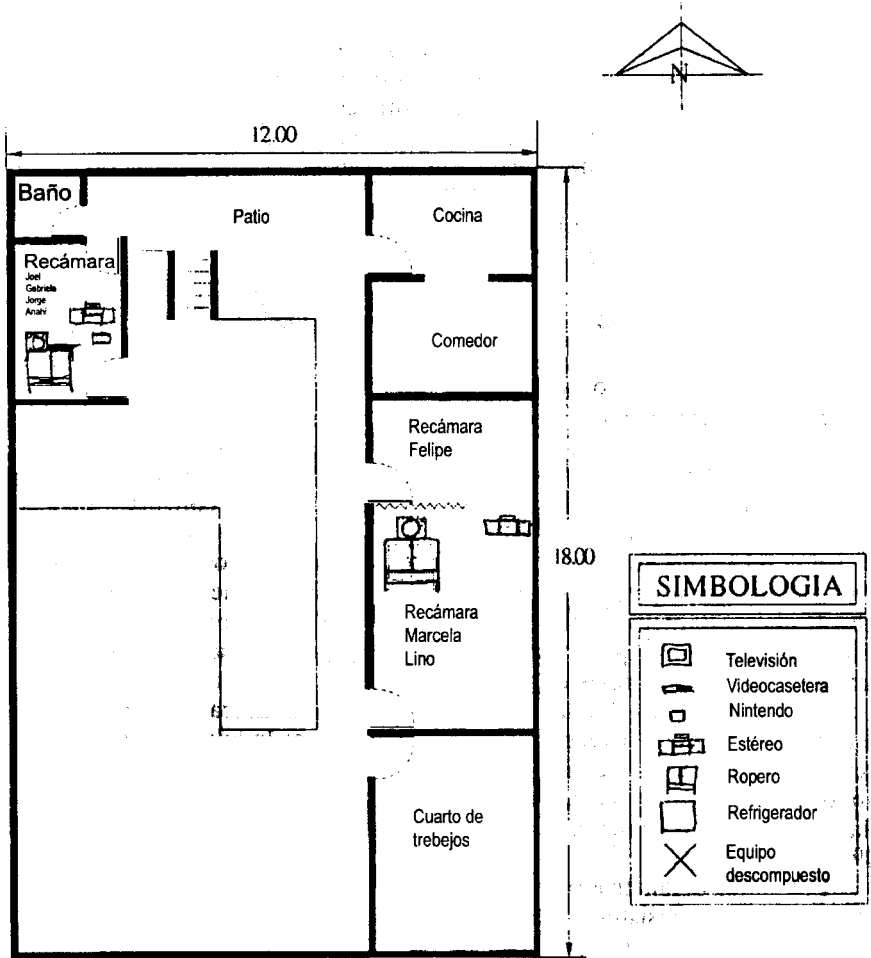 N
12.00
Baño
Patio
Cocina
Recámara
Joel
Gabriela
Jorge
Anahí
Comedor
Recámara
Felipe
18.00
Recámara
Marcela
Lino
Cuarto de
trebejos
SIMBOLOGIA
Televisión
Videocasetera
Nintendo
Estéreo
Ropero
Refrigerador
Equipo
descompuesto